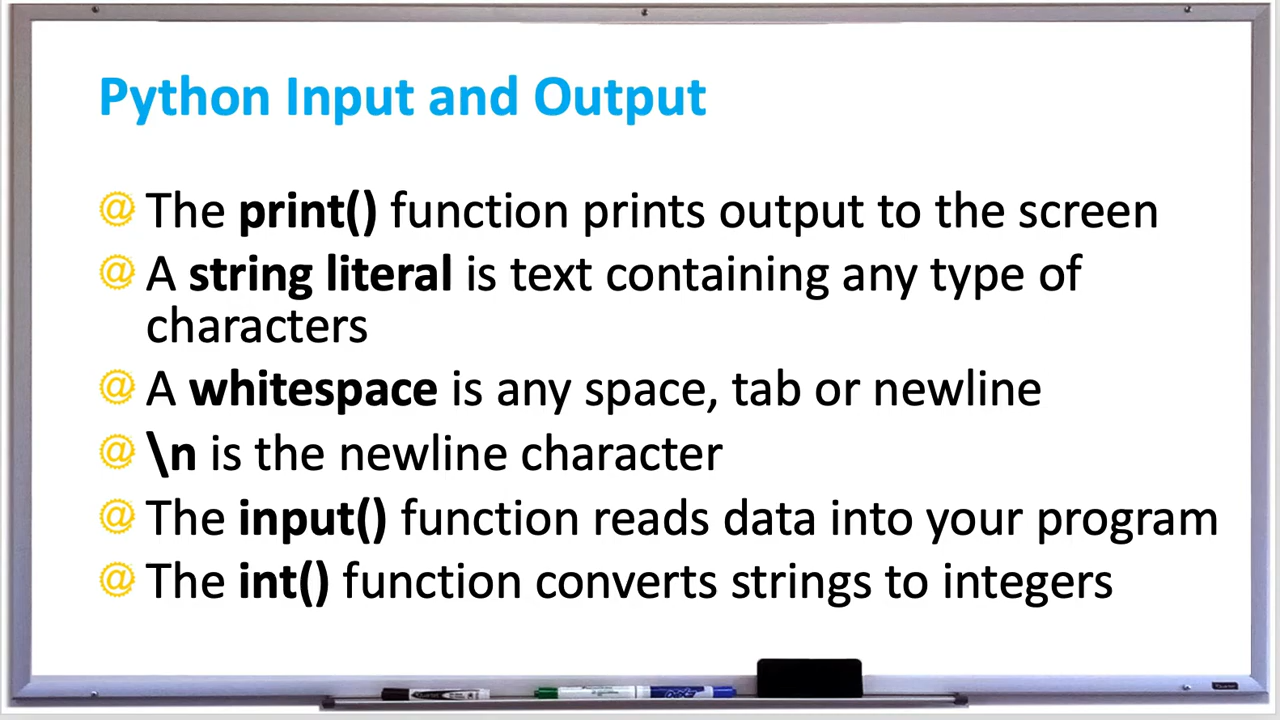 Python Input and Output
@ The print() function prints output to the screen
@ A string literal is text containing any type of
characters
@ A whitespace is any space, tab or newline
@ \n is the newline character
@ The input() function reads data into your program
@ The int() function converts strings to integers